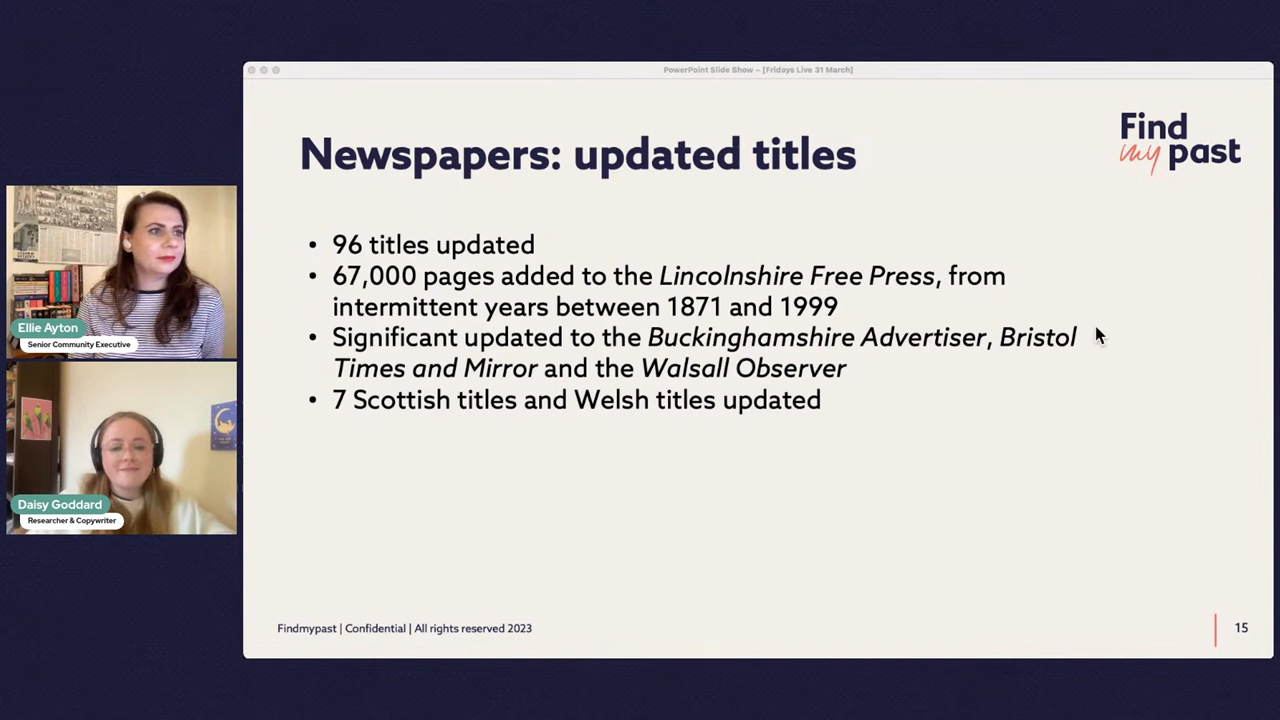 PowerPoint Slide Show – [Fridays Live 31 March]
Find
my past
Newspapers: updated titles
• 96 titles updated
• 67,000 pages added to the Lincolnshire Free Press, from
intermittent years between 1871 and 1999
• Significant updated to the Buckinghamshire Advertiser, Bristol
Times and Mirror and the Walsall Observer
• 7 Scottish titles and Welsh titles updated
Ellie Ayton
Senior Community Executive
Daisy Goddard
Researcher & Copywriter
Findmypast | Confidential | All rights reserved 2023
15